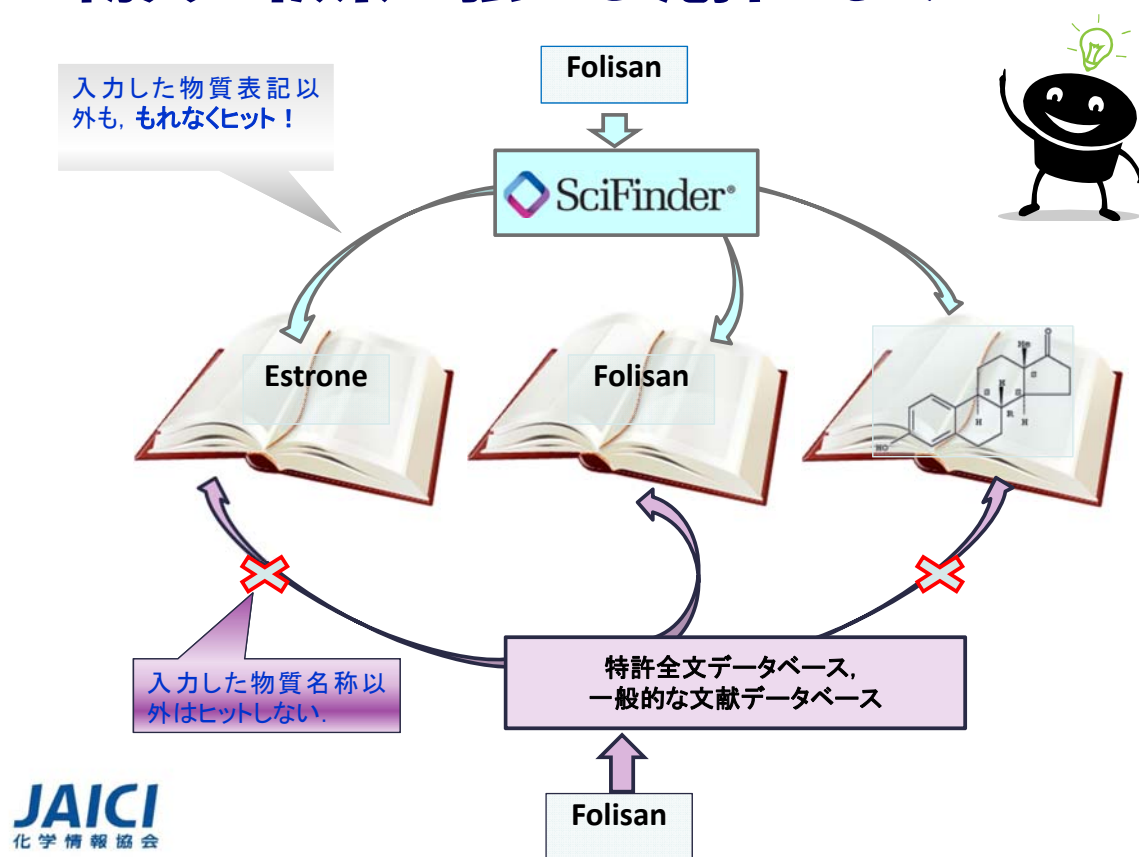 Folisan
入力した物質表記以
外も, もれなくヒット！
SciFinder®
Estrone
Folisan
O
Me
S
H
S
S
R
H
H
HO
特許全文データベース,
一般的な文献データベース
入力した物質名称以
外はヒットしない.
Folisan
JAICI
化学情報協会